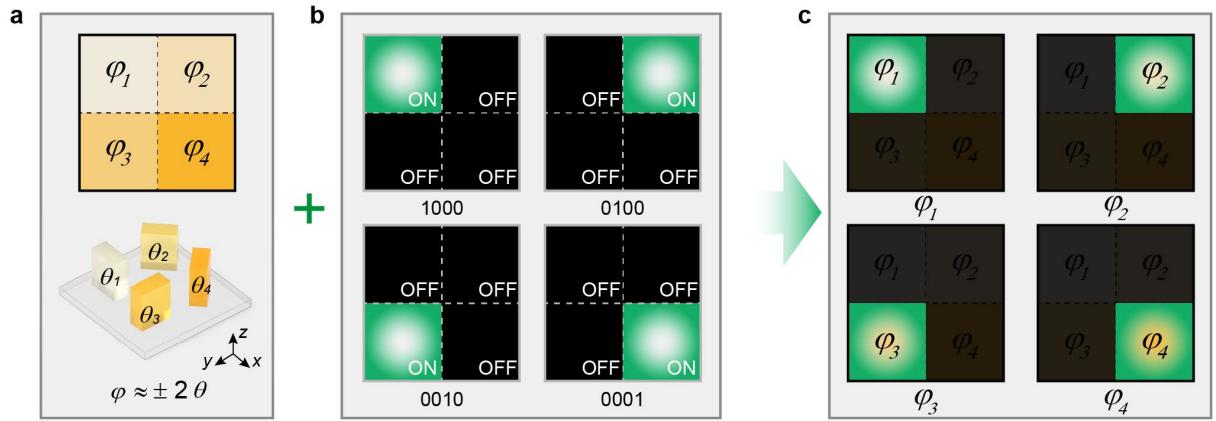 a
φ1 φ2
φ3 φ4
θ1 θ2 θ3 θ4
z
y x
φ ≈ ± 2 θ
+
b
ON OFF
OFF OFF
1000
OFF ON
OFF OFF
0100
OFF OFF
ON OFF
0010
OFF OFF
OFF ON
0001
c
φ1 φ2
φ3 φ4
φ1
φ1 φ2
φ3 φ4
φ2
φ1 φ2
φ3 φ4
φ3
φ1 φ2
φ3 φ4
φ4